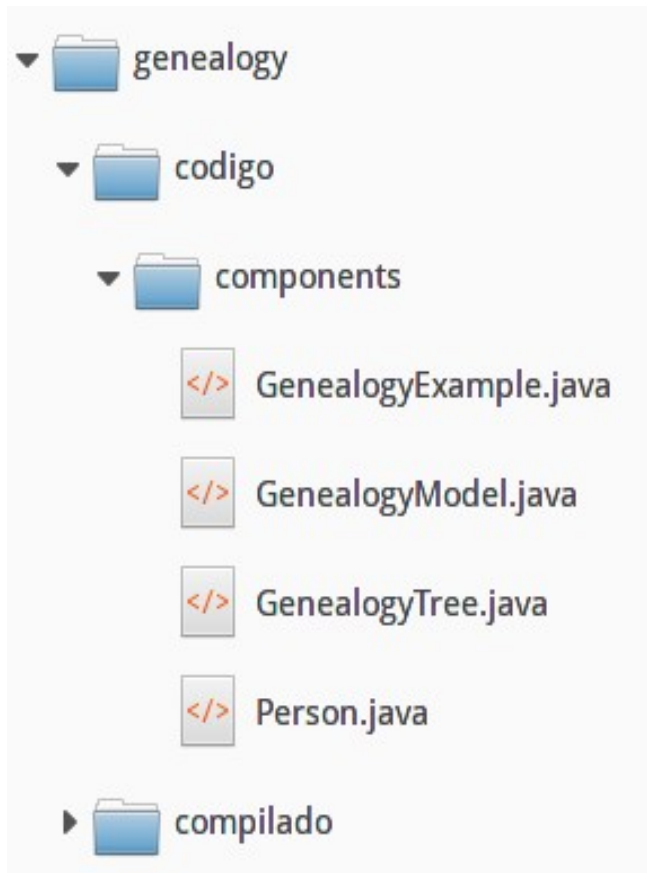 genealogy
codigo
components
</> GenealogyExample.java
</> GenealogyModel.java
</> GenealogyTree.java
</> Person.java
compilado